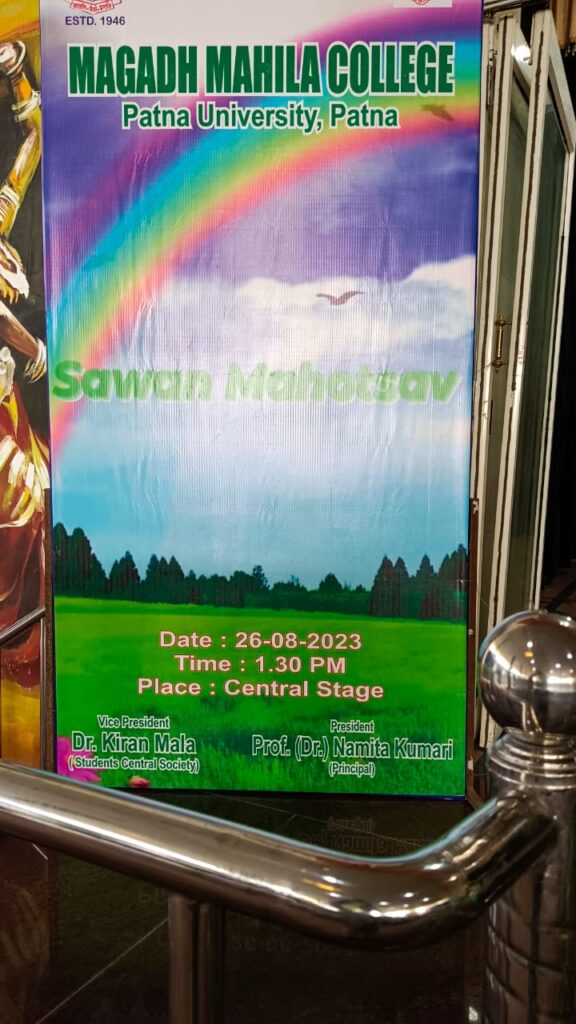 ESTD. 1946
MAGADH MAHILA COLLEGE
Patna University, Patna
Sawan Mahotsav
Date : 26-08-2023
Time : 1.30 PM
Place : Central Stage
Vice President
Dr. Kiran Mala
(Students Central Society)
President
Prof. (Dr.) Namita Kumari
(Principal)